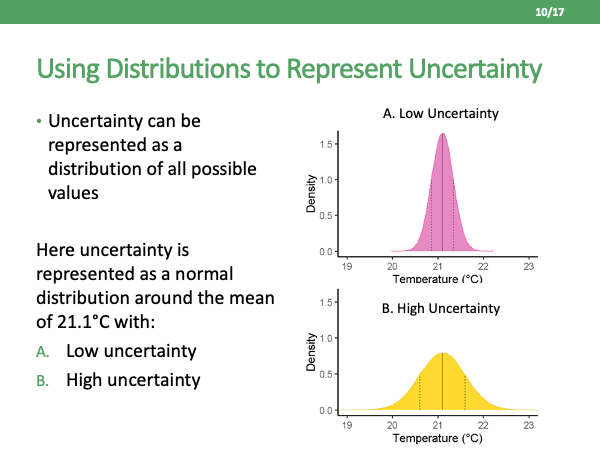 10/17
Using Distributions to Represent Uncertainty
• Uncertainty can be
represented as a
distribution of all possible
values
Here uncertainty is
represented as a normal
distribution around the mean
of 21.1°C with:
A. Low uncertainty
B. High uncertainty
A. Low Uncertainty
1.5
1.0
0.5
0.0
Density
19 20 21 22 23
Temperature (°C)
B. High Uncertainty
1.5
1.0
0.5
0.0
Density
19 20 21 22 23
Temperature (°C)